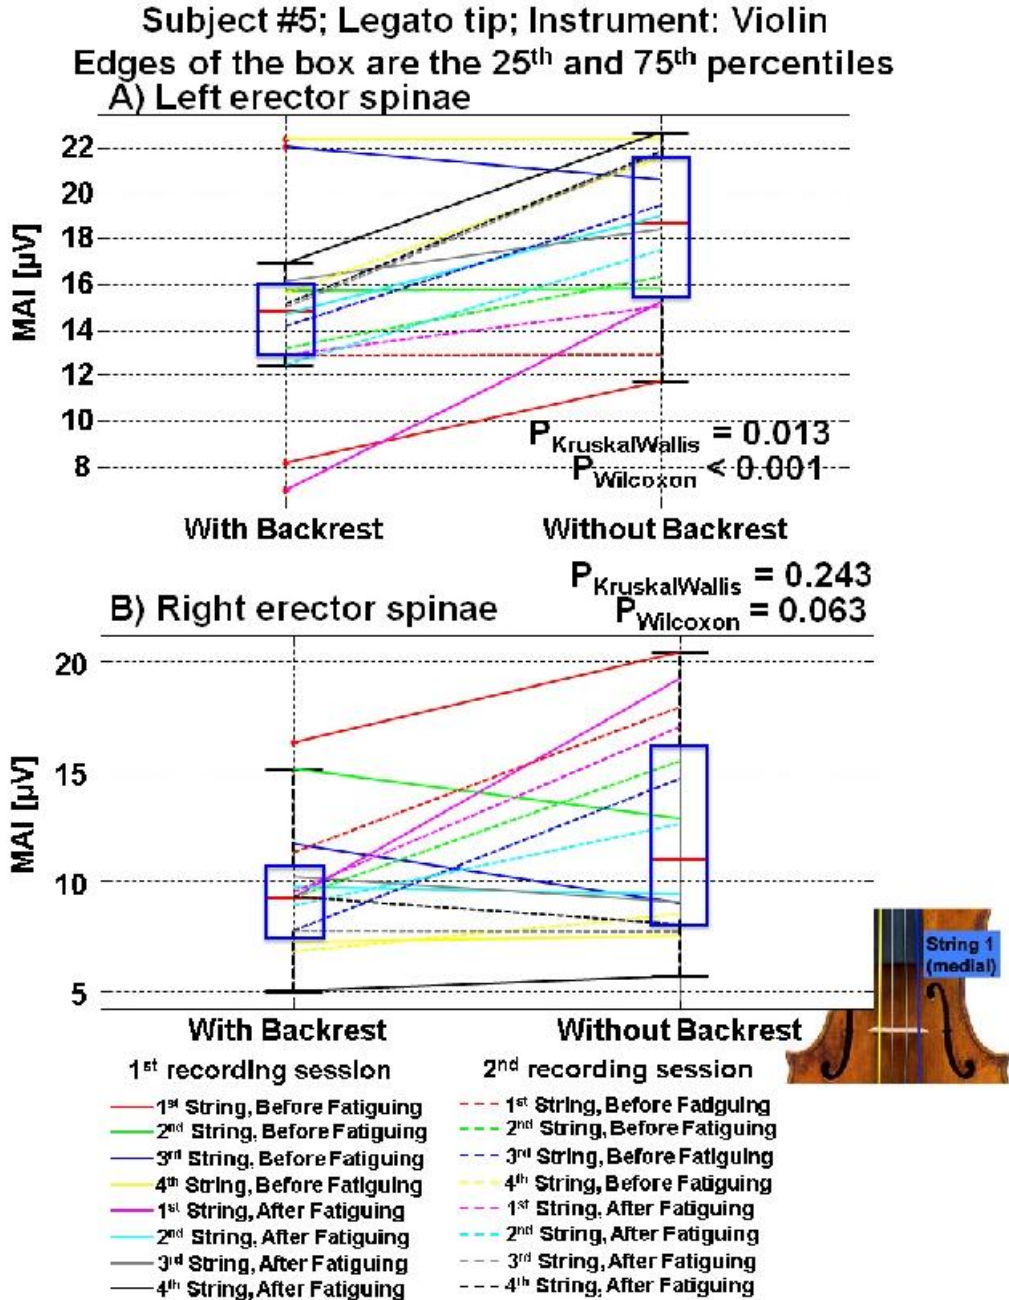 Subject #5; Legato tip; Instrument: Violin
Edges of the box are the 25th and 75th percentiles
A) Left erector spinae
MAI [µV]
22
20
18
16
14
12
10
8
PKruskalWallis = 0.013
PWilcoxon < 0.001
With Backrest
Without Backrest
PKruskalWallis = 0.243
PWilcoxon = 0.063
B) Right erector spinae
MAI [µV]
20
15
10
5
String 1
(medial)
With Backrest
Without Backrest
1st recording session
2nd recording session
1st String, Before Fatiguing
2nd String, Before Fatiguing
3rd String, Before Fatiguing
4th String, Before Fatiguing
1st String, After Fatiguing
2nd String, After Fatiguing
3rd String, After Fatiguing
4th String, After Fatiguing
1st String, Before Fatiguing
2nd String, Before Fatiguing
3rd String, Before Fatiguing
4th String, Before Fatiguing
1st String, After Fatiguing
2nd String, After Fatiguing
3rd String, After Fatiguing
4th String, After Fatiguing